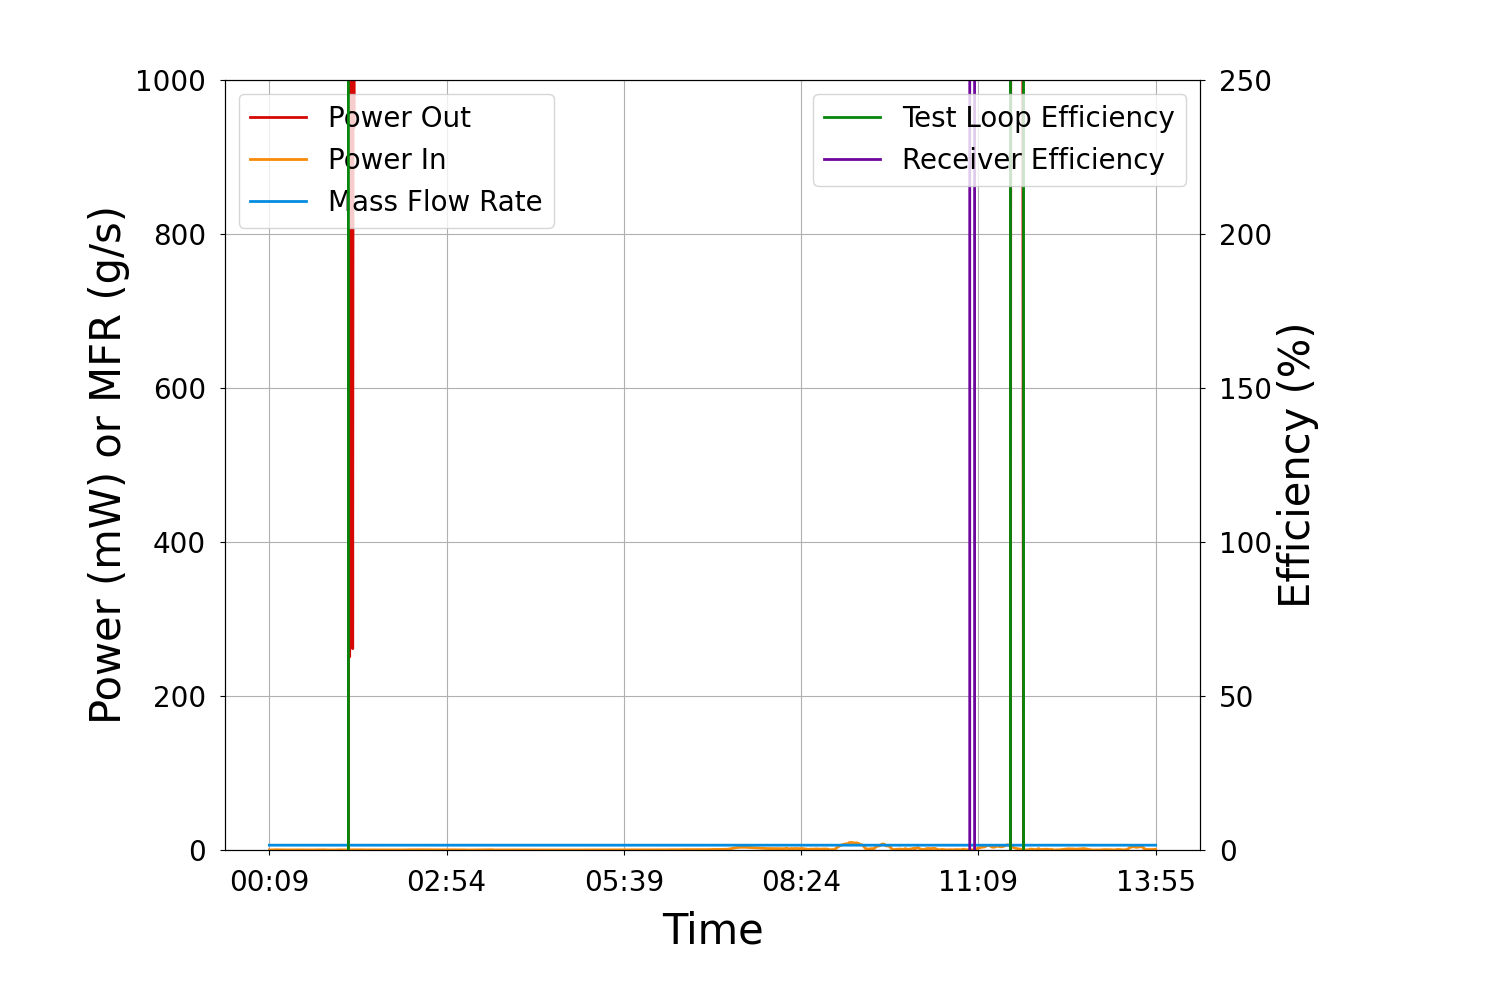 1000
800
600
400
200
0
Power (mW) or MFR (g/s)
Power Out
Power In
Mass Flow Rate
Test Loop Efficiency
Receiver Efficiency
250
200
150
100
50
0
Efficiency (%)
00:09 02:54 05:39 08:24 11:09 13:55
Time